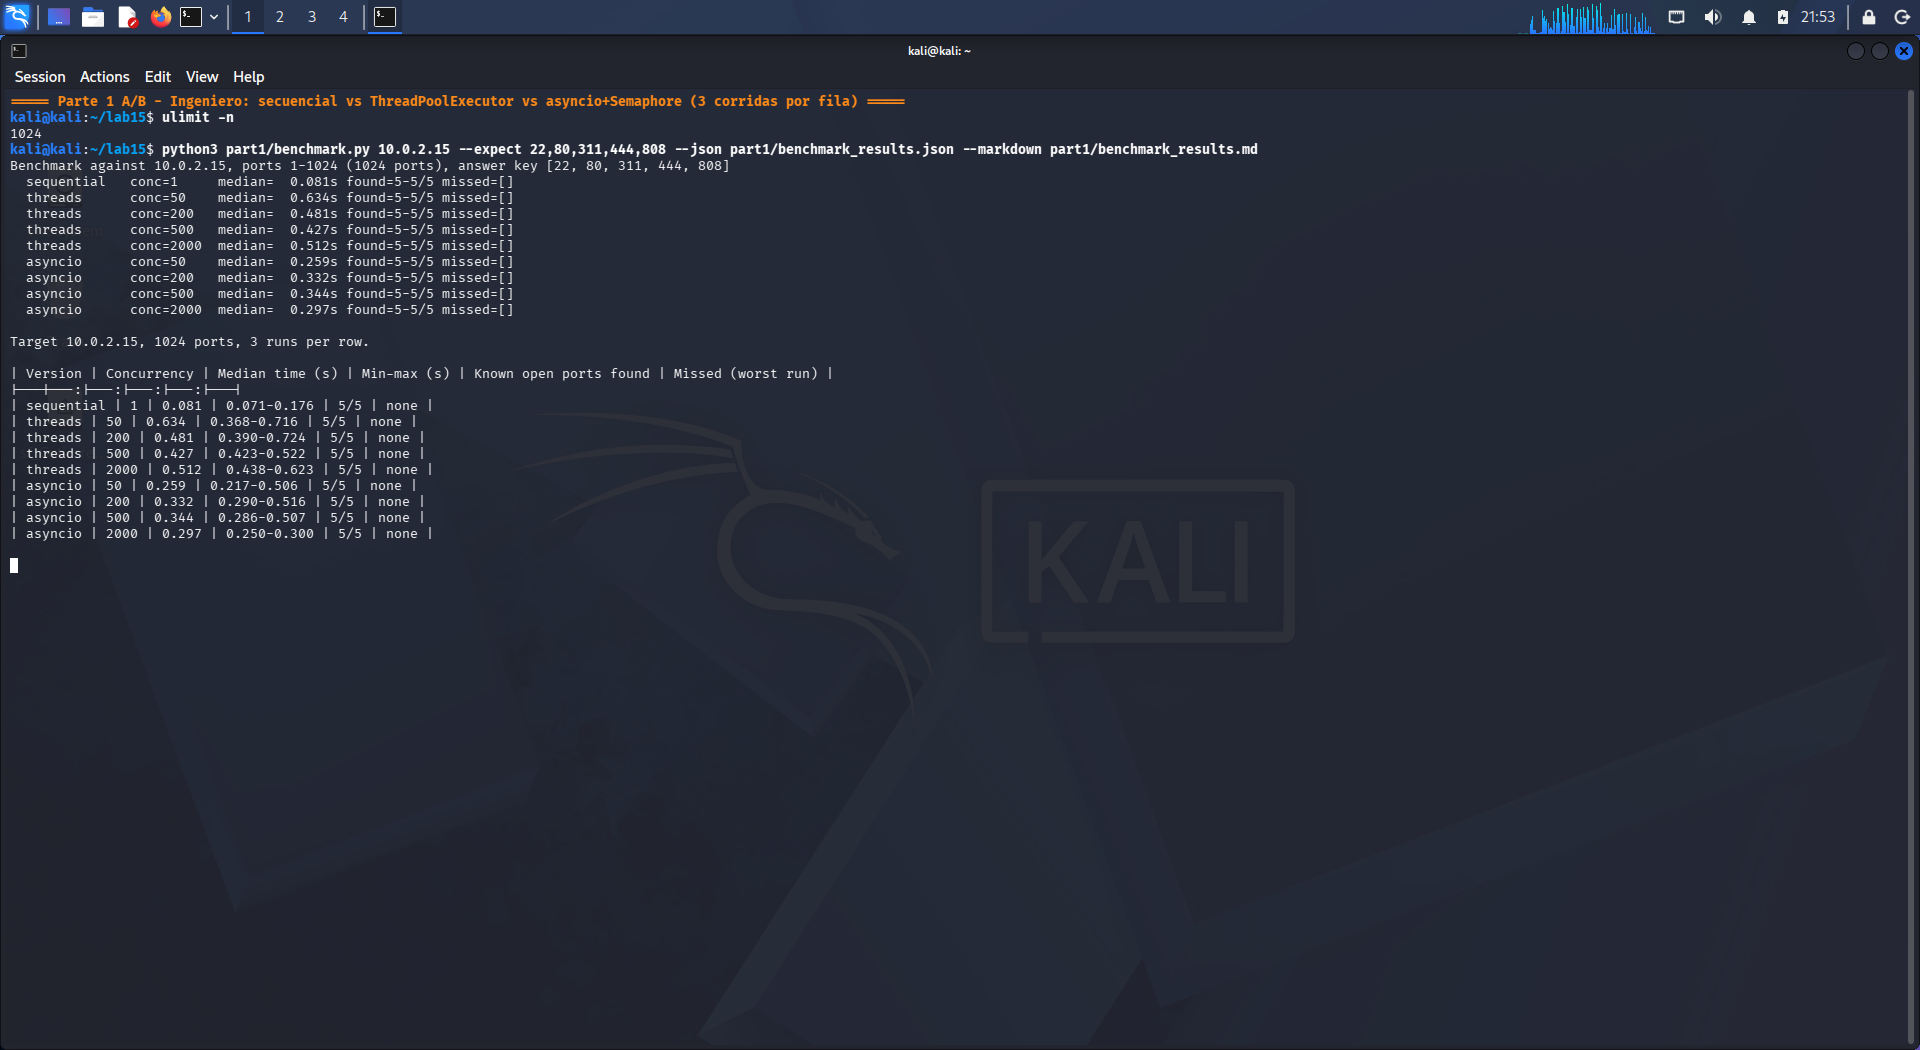 1 2 3 4 21:53
kali@kali: ~
Session Actions Edit View Help
===== Parte 1 A/B - Ingeniero: secuencial vs ThreadPoolExecutor vs asyncio+Semaphore (3 corridas por fila) =====
kali@kali:~/lab15$ ulimit -n
1024
kali@kali:~/lab15$ python3 part1/benchmark.py 10.0.2.15 --expect 22,80,311,444,808 --json part1/benchmark_results.json --markdown part1/benchmark_results.md
Benchmark against 10.0.2.15, ports 1-1024 (1024 ports), answer key [22, 80, 311, 444, 808]
sequential conc=1 median= 0.081s found=5-5/5 missed=[]
threads conc=50 median= 0.634s found=5-5/5 missed=[]
threads conc=200 median= 0.481s found=5-5/5 missed=[]
threads conc=500 median= 0.427s found=5-5/5 missed=[]
threads conc=2000 median= 0.512s found=5-5/5 missed=[]
asyncio conc=50 median= 0.259s found=5-5/5 missed=[]
asyncio conc=200 median= 0.332s found=5-5/5 missed=[]
asyncio conc=500 median= 0.344s found=5-5/5 missed=[]
asyncio conc=2000 median= 0.297s found=5-5/5 missed=[]
Target 10.0.2.15, 1024 ports, 3 runs per row.
| Version | Concurrency | Median time (s) | Min-max (s) | Known open ports found | Missed (worst run) |
|---|---:|---:|---:|---:|---|
| sequential | 1 | 0.081 | 0.071-0.176 | 5/5 | none |
| threads | 50 | 0.634 | 0.368-0.716 | 5/5 | none |
| threads | 200 | 0.481 | 0.390-0.724 | 5/5 | none |
| threads | 500 | 0.427 | 0.423-0.522 | 5/5 | none |
| threads | 2000 | 0.512 | 0.438-0.623 | 5/5 | none |
| asyncio | 50 | 0.259 | 0.217-0.506 | 5/5 | none |
| asyncio | 200 | 0.332 | 0.290-0.516 | 5/5 | none |
| asyncio | 500 | 0.344 | 0.286-0.507 | 5/5 | none |
| asyncio | 2000 | 0.297 | 0.250-0.300 | 5/5 | none |
KALI